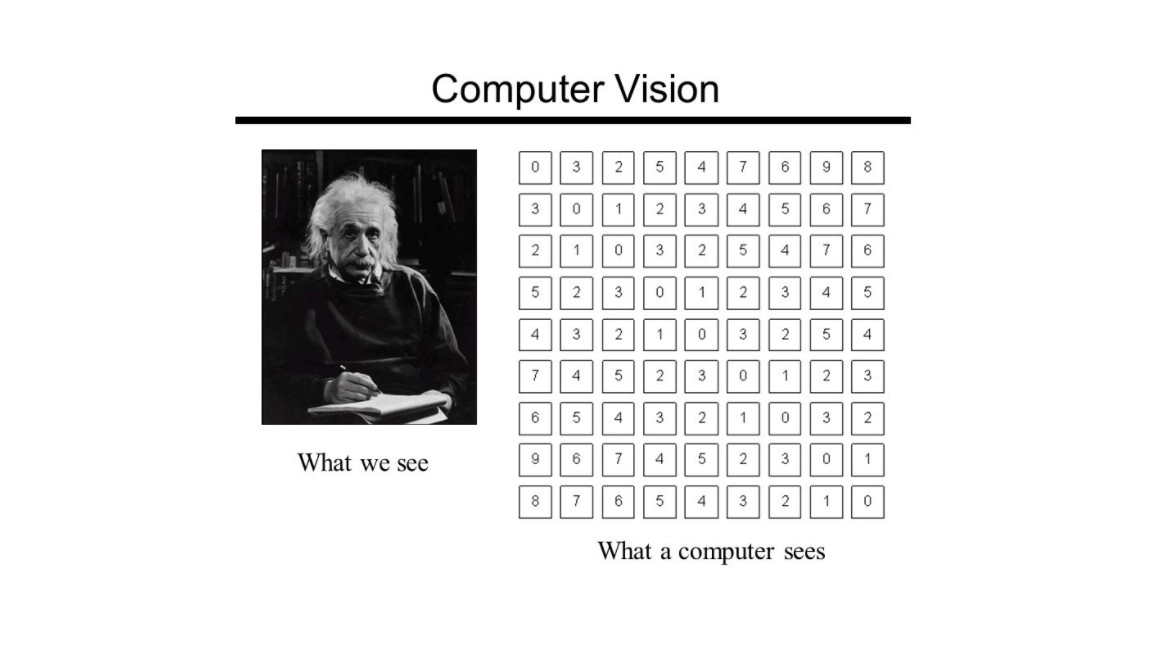 Computer Vision
0 3 2 5 4 7 6 9 8
3 0 1 2 3 4 5 6 7
2 1 0 3 2 5 4 7 6
5 2 3 0 1 2 3 4 5
4 3 2 1 0 3 2 5 4
7 4 5 2 3 0 1 2 3
6 5 4 3 2 1 0 3 2
9 6 7 4 5 2 3 0 1
8 7 6 5 4 3 2 1 0
What we see
What a computer sees